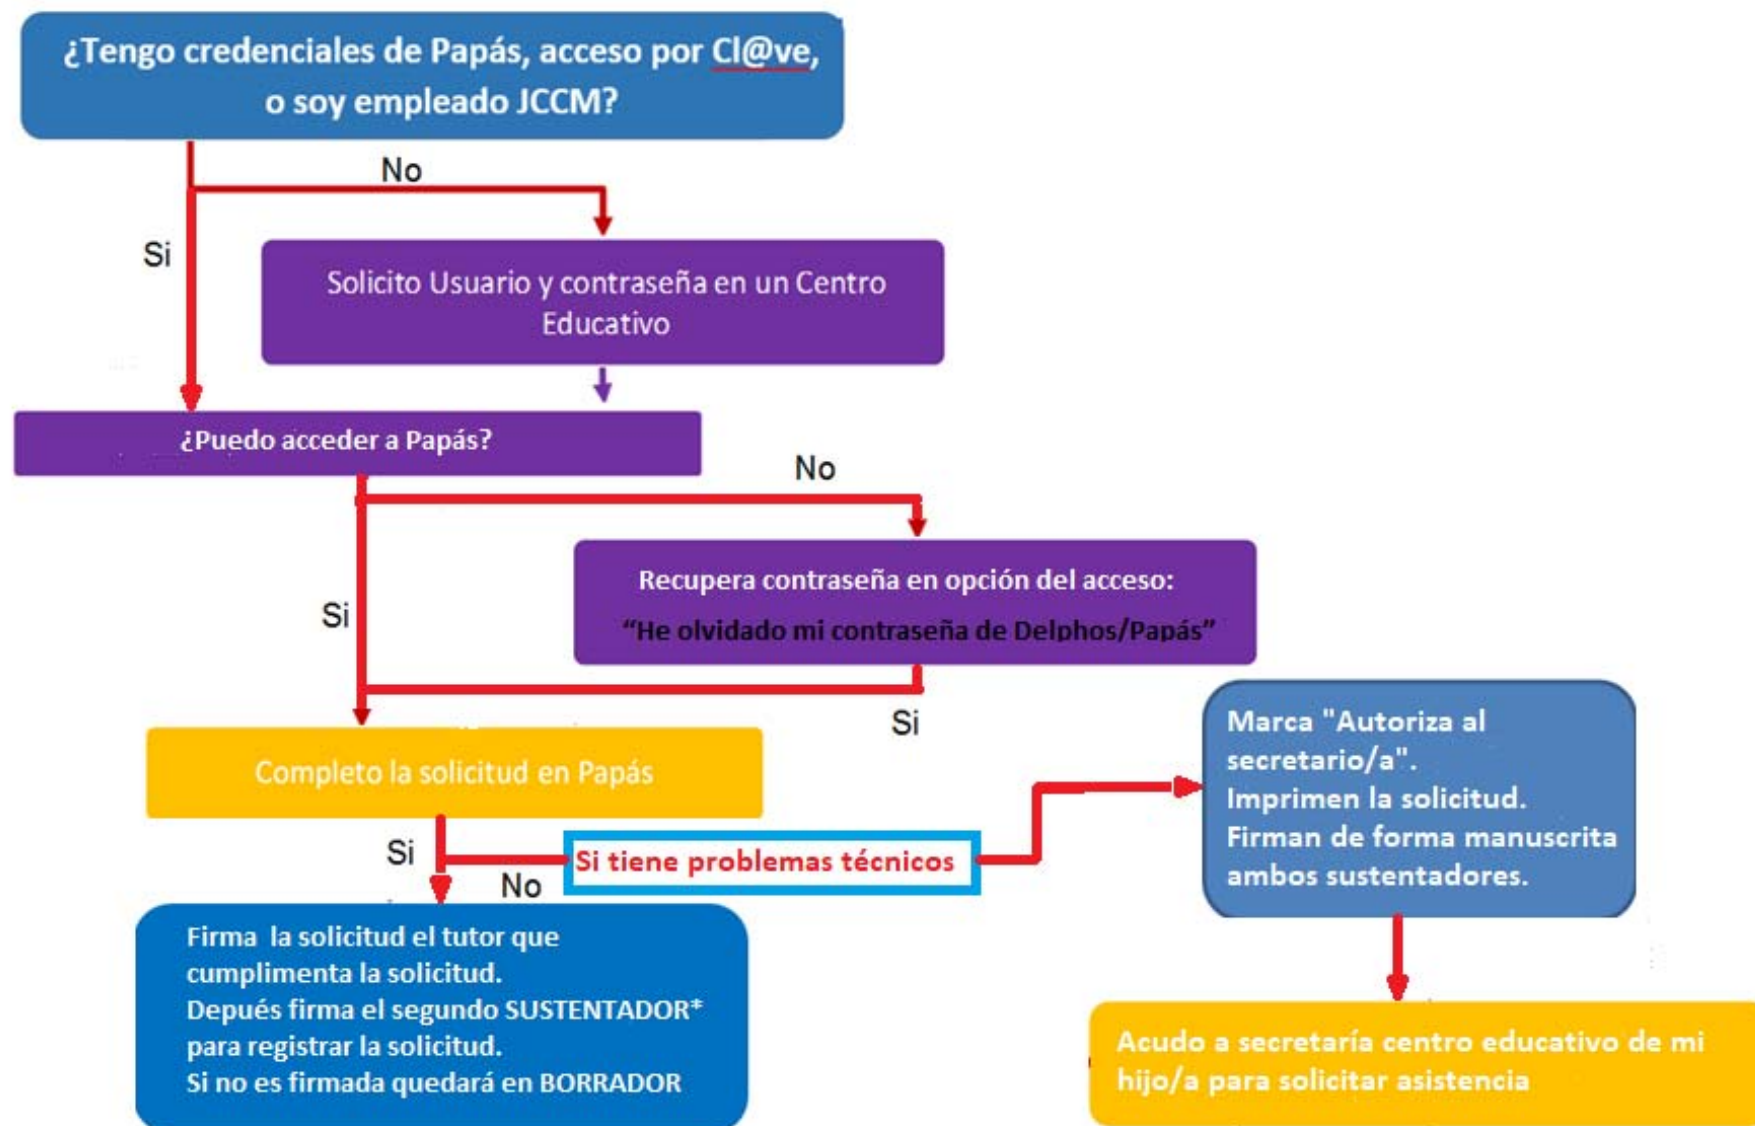 ¿Tengo credenciales de Papás, acceso por Cl@ve,
o soy empleado JCCM?
No
Si
Solicito Usuario y contraseña en un Centro
Educativo
¿Puedo acceder a Papás?
No
Si
Recupera contraseña en opción del acceso:
“He olvidado mi contraseña de Delphos/Papás”
Si
Completo la solicitud en Papás
Si
No
Si tiene problemas técnicos
Marca "Autoriza al
secretario/a".
Imprimen la solicitud.
Firman de forma manuscrita
ambos sustentadores.
Firma la solicitud el tutor que
cumplimenta la solicitud.
Depués firma el segundo SUSTENTADOR*
para registrar la solicitud.
Si no es firmada quedará en BORRADOR
Acudo a secretaría centro educativo de mi
hijo/a para solicitar asistencia